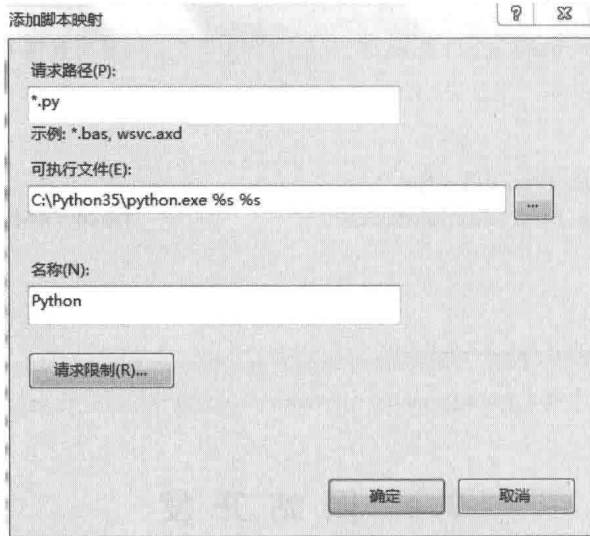 添加脚本映射
请求路径(P):
*.py
示例: *.bas, wsvc.axd
可执行文件(E):
C:\Python35\python.exe %s %s
...
名称(N):
Python
请求限制(R)...
确定
取消